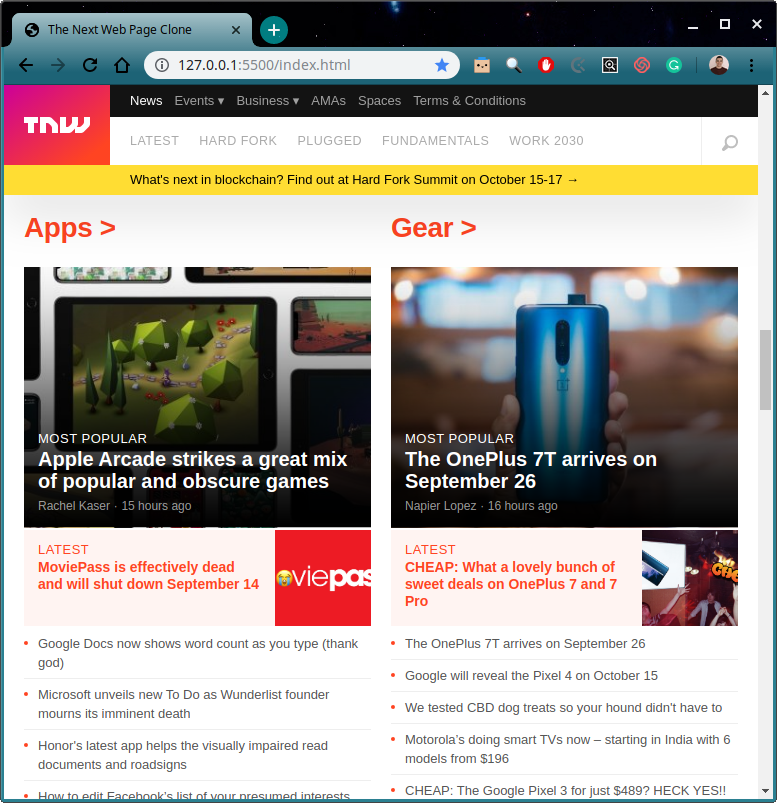 The Next Web Page Clone
127.0.0.1:5500/index.html
TNW
News Events ▾ Business ▾ AMAs Spaces Terms & Conditions
LATEST HARD FORK PLUGGED FUNDAMENTALS WORK 2030
What's next in blockchain? Find out at Hard Fork Summit on October 15-17 →
Apps >
MOST POPULAR
Apple Arcade strikes a great mix
of popular and obscure games
Rachel Kaser · 15 hours ago
LATEST
MoviePass is effectively dead
and will shut down September 14
viepas
• Google Docs now shows word count as you type (thank
god)
• Microsoft unveils new To Do as Wunderlist founder
mourns its imminent death
• Honor's latest app helps the visually impaired read
documents and roadsigns
• How to edit Facebook's list of your presumed interests
Gear >
MOST POPULAR
The OnePlus 7T arrives on
September 26
Napier Lopez · 16 hours ago
LATEST
CHEAP: What a lovely bunch of
sweet deals on OnePlus 7 and 7
Pro
• The OnePlus 7T arrives on September 26
• Google will reveal the Pixel 4 on October 15
• We tested CBD dog treats so your hound didn't have to
• Motorola's doing smart TVs now – starting in India with 6
models from $196
• CHEAP: The Google Pixel 3 for just $489? HECK YES!!